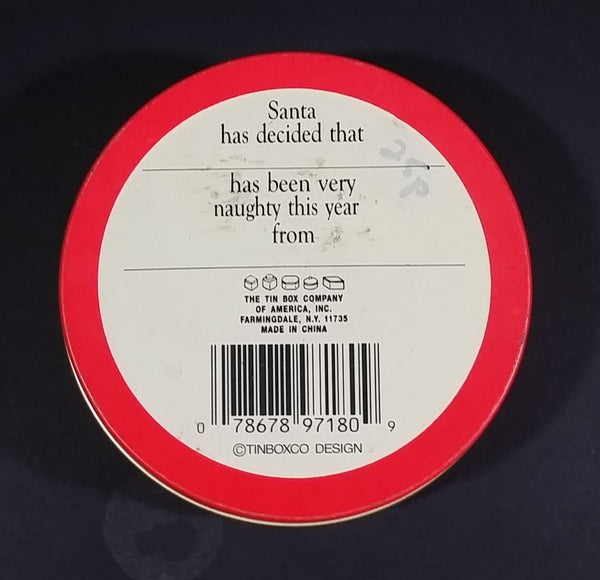 Santa
has decided that
has been very
naughty this year
from
THE TIN BOX COMPANY
OF AMERICA, INC.
FARMINGDALE, N.Y. 11735
MADE IN CHINA
0 78678 97180 9
©TINBOXCO DESIGN